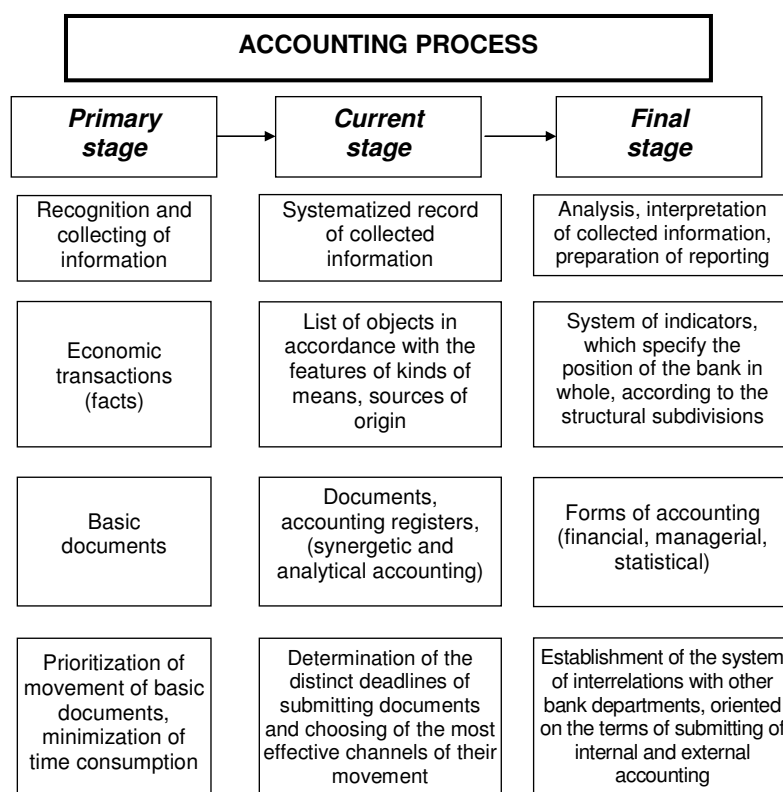 ACCOUNTING PROCESS
Primary
stage
Current
stage
Final
stage
Recognition and
collecting of
information
Systematized record
of collected
information
Analysis, interpretation
of collected information,
preparation of reporting
Economic
transactions
(facts)
List of objects in
accordance with the
features of kinds of
means, sources of
origin
System of indicators,
which specify the
position of the bank in
whole, according to the
structural subdivisions
Basic
documents
Documents,
accounting registers,
(synergetic and
analytical accounting)
Forms of accounting
(financial, managerial,
statistical)
Prioritization of
movement of basic
documents,
minimization of
time consumption
Determination of the
distinct deadlines of
submitting documents
and choosing of the most
effective channels of their
movement
Establishment of the system
of interrelations with other
bank departments, oriented
on the terms of submitting of
internal and external
accounting